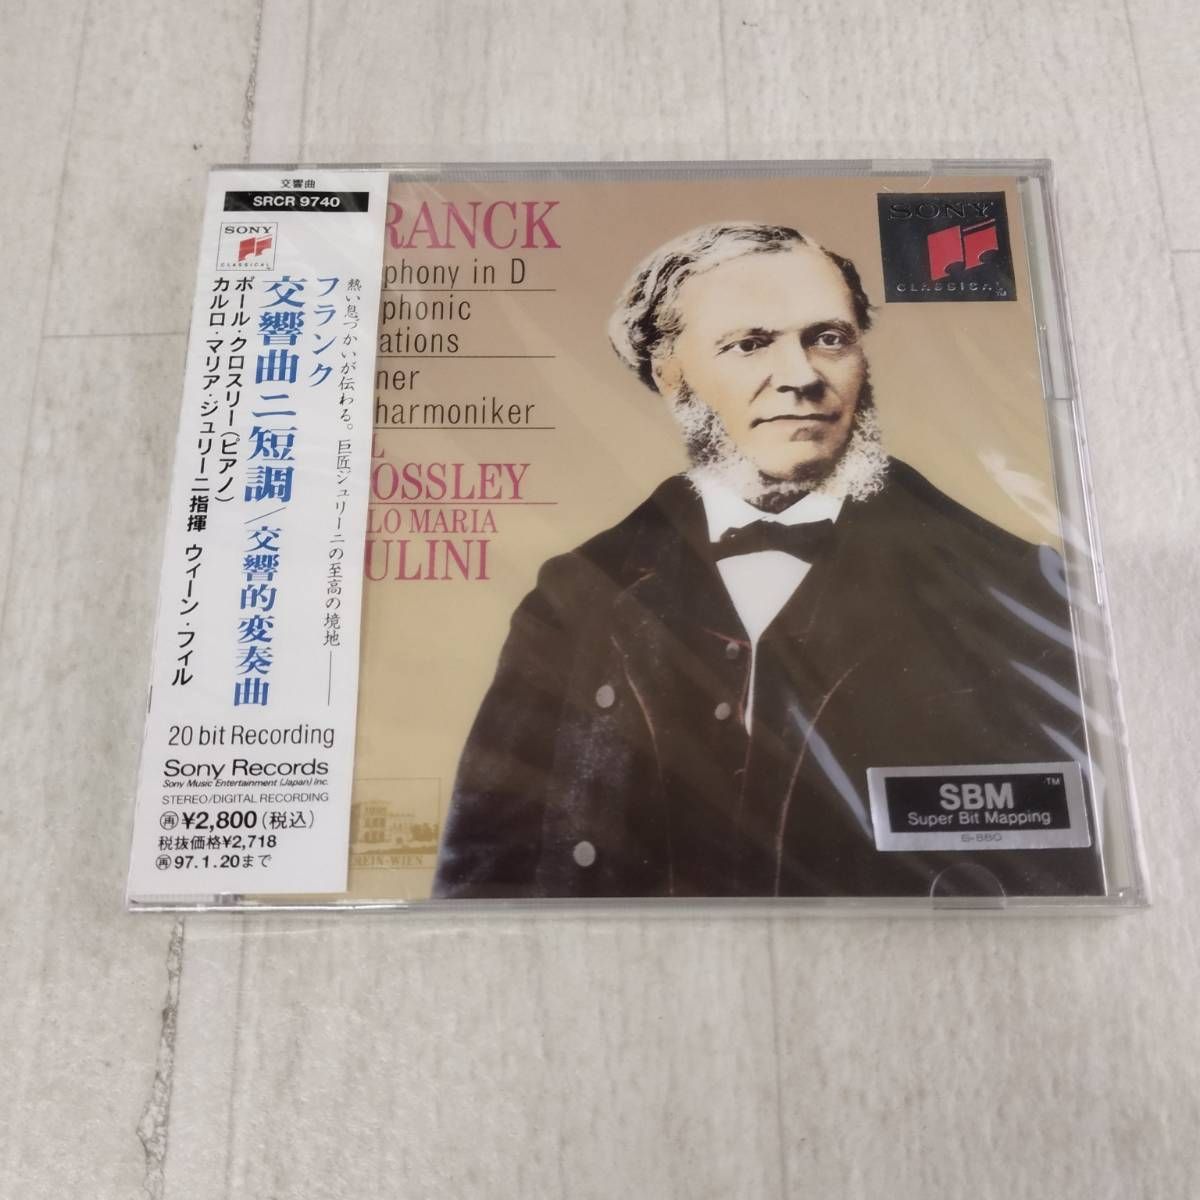 交響曲
SRCR 9740
SONY
CLASSICAL
熱い息づかいが伝わる。巨匠ジュリーニの至高の境地——
フランク
交響曲ニ短調／交響的変奏曲
ポール・クロスリー(ピアノ)
カルロ・マリア・ジュリーニ指揮 ウィーン・フィル
20 bit Recording
Sony Records
Sony Music Entertainment (Japan) Inc.
STEREO/DIGITAL RECORDING
再¥2,800(税込)
税抜価格¥2,718
再97.1.20まで
RANCK
phony in D
phonic
ations
ner
harmoniker
L
OSSLEY
LO MARIA
ULINI
REIN-WIEN
SONY
CLASSICAL
TM
SBM
TM
Super Bit Mapping